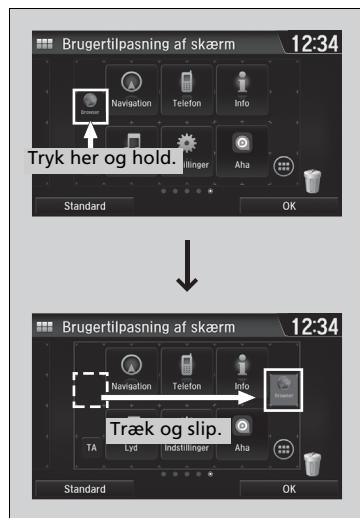 Brugertilpasning af skærm 12:34
Browser Navigation Telefon Info
Tryk her og hold.
illinger Aha
Standard OK
Brugertilpasning af skærm 12:34
Navigation Telefon Info Browser
Træk og slip.
TA Lyd Indstillinger Aha
Standard OK